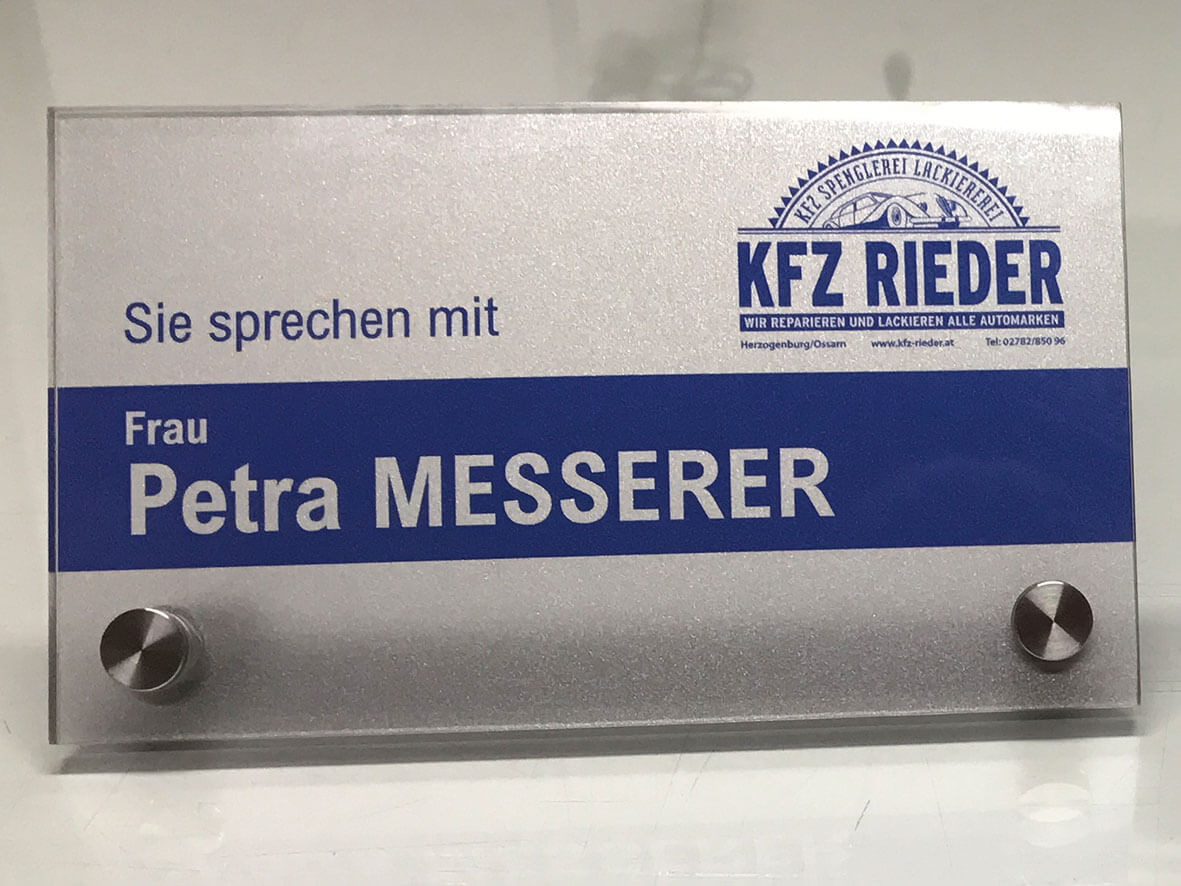 KFZ SPENGLEREI LACKIEREREI
KFZ RIEDER
WIR REPARIEREN UND LACKIEREN ALLE AUTOMARKEN
Herzogenburg/Ossarn www.kfz-rieder.at Tel: 02782/850 96
Sie sprechen mit
Frau
Petra MESSERER